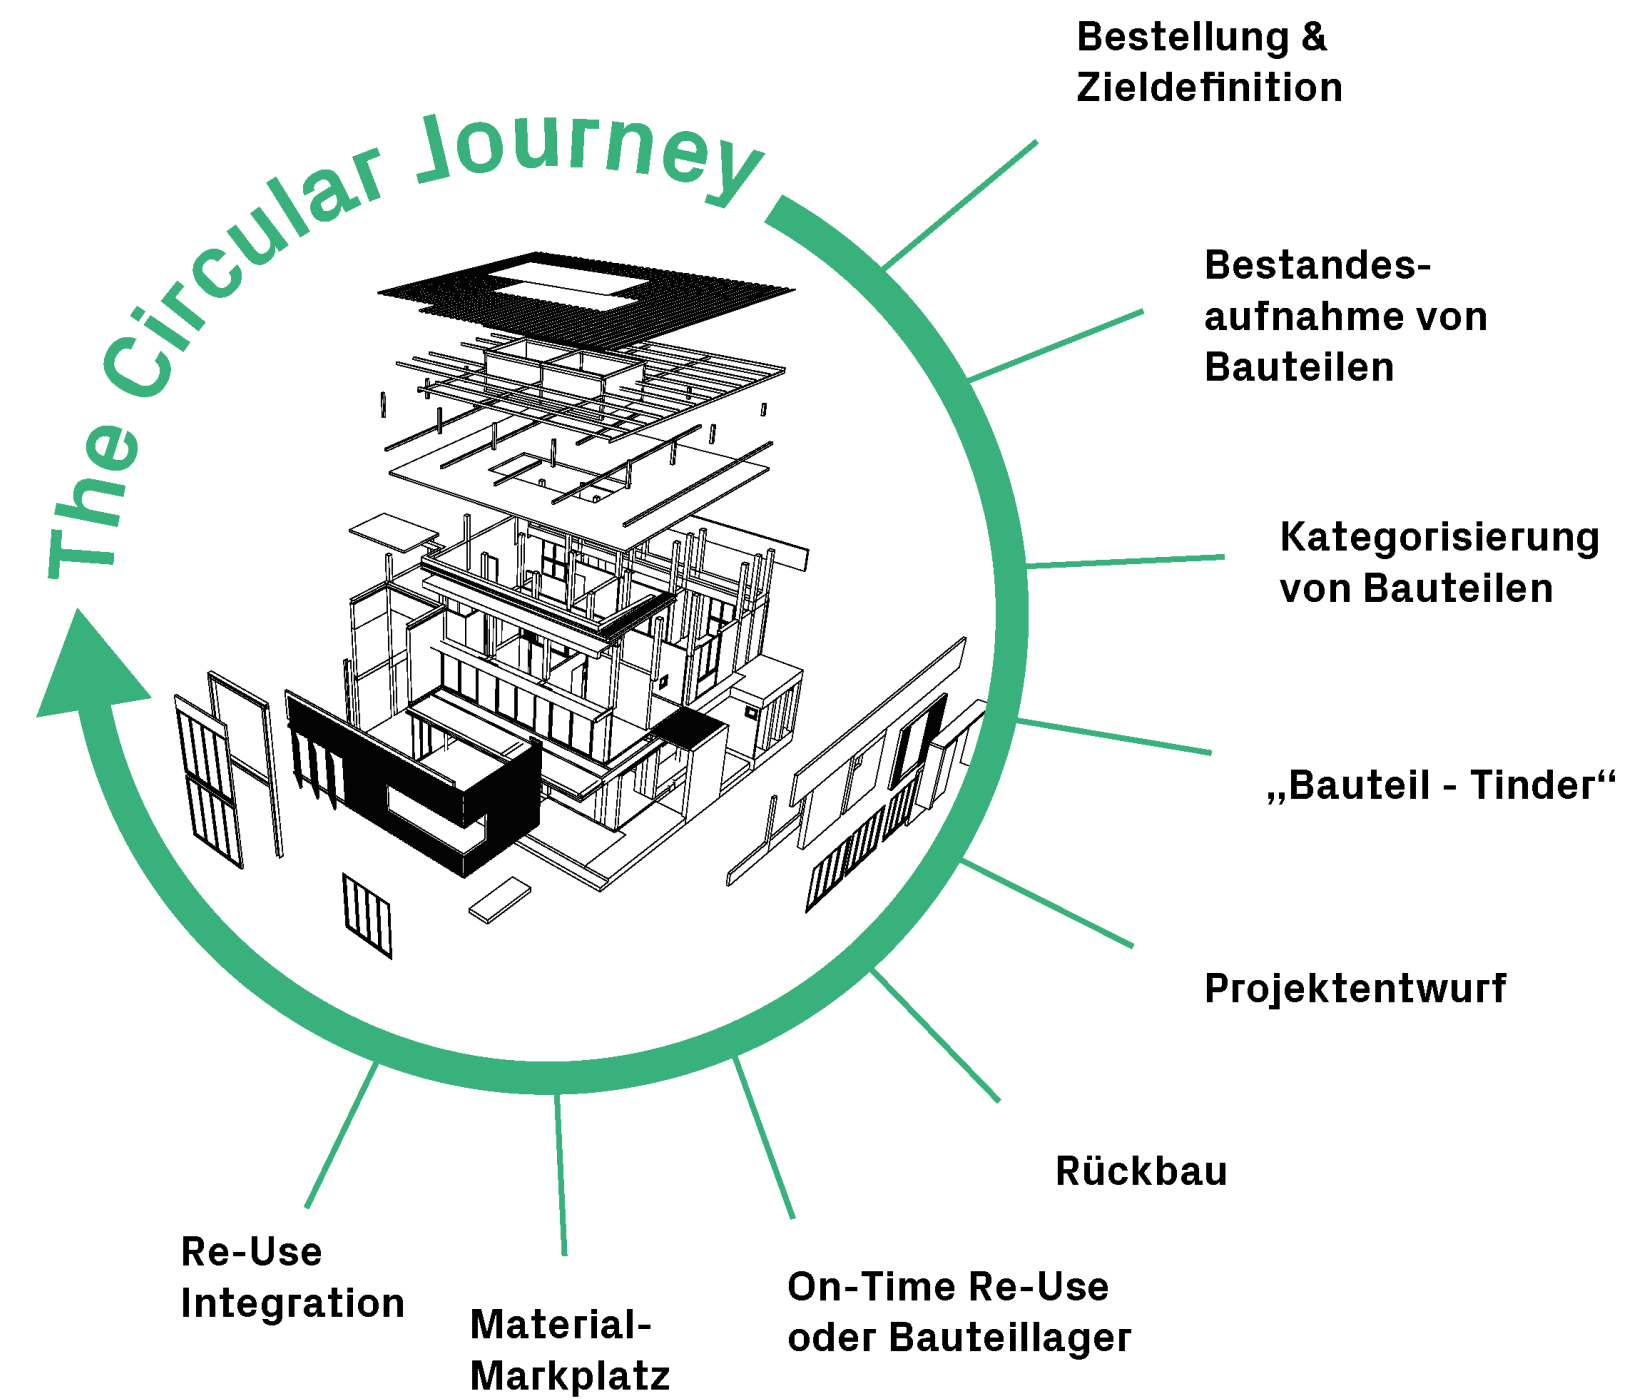 The Circular Journey
Bestellung &
Zieldefinition
Bestandes-
aufnahme von
Bauteilen
Kategorisierung
von Bauteilen
„Bauteil - Tinder“
Projektentwurf
Rückbau
On-Time Re-Use
oder Bauteillager
Material-
Markplatz
Re-Use
Integration